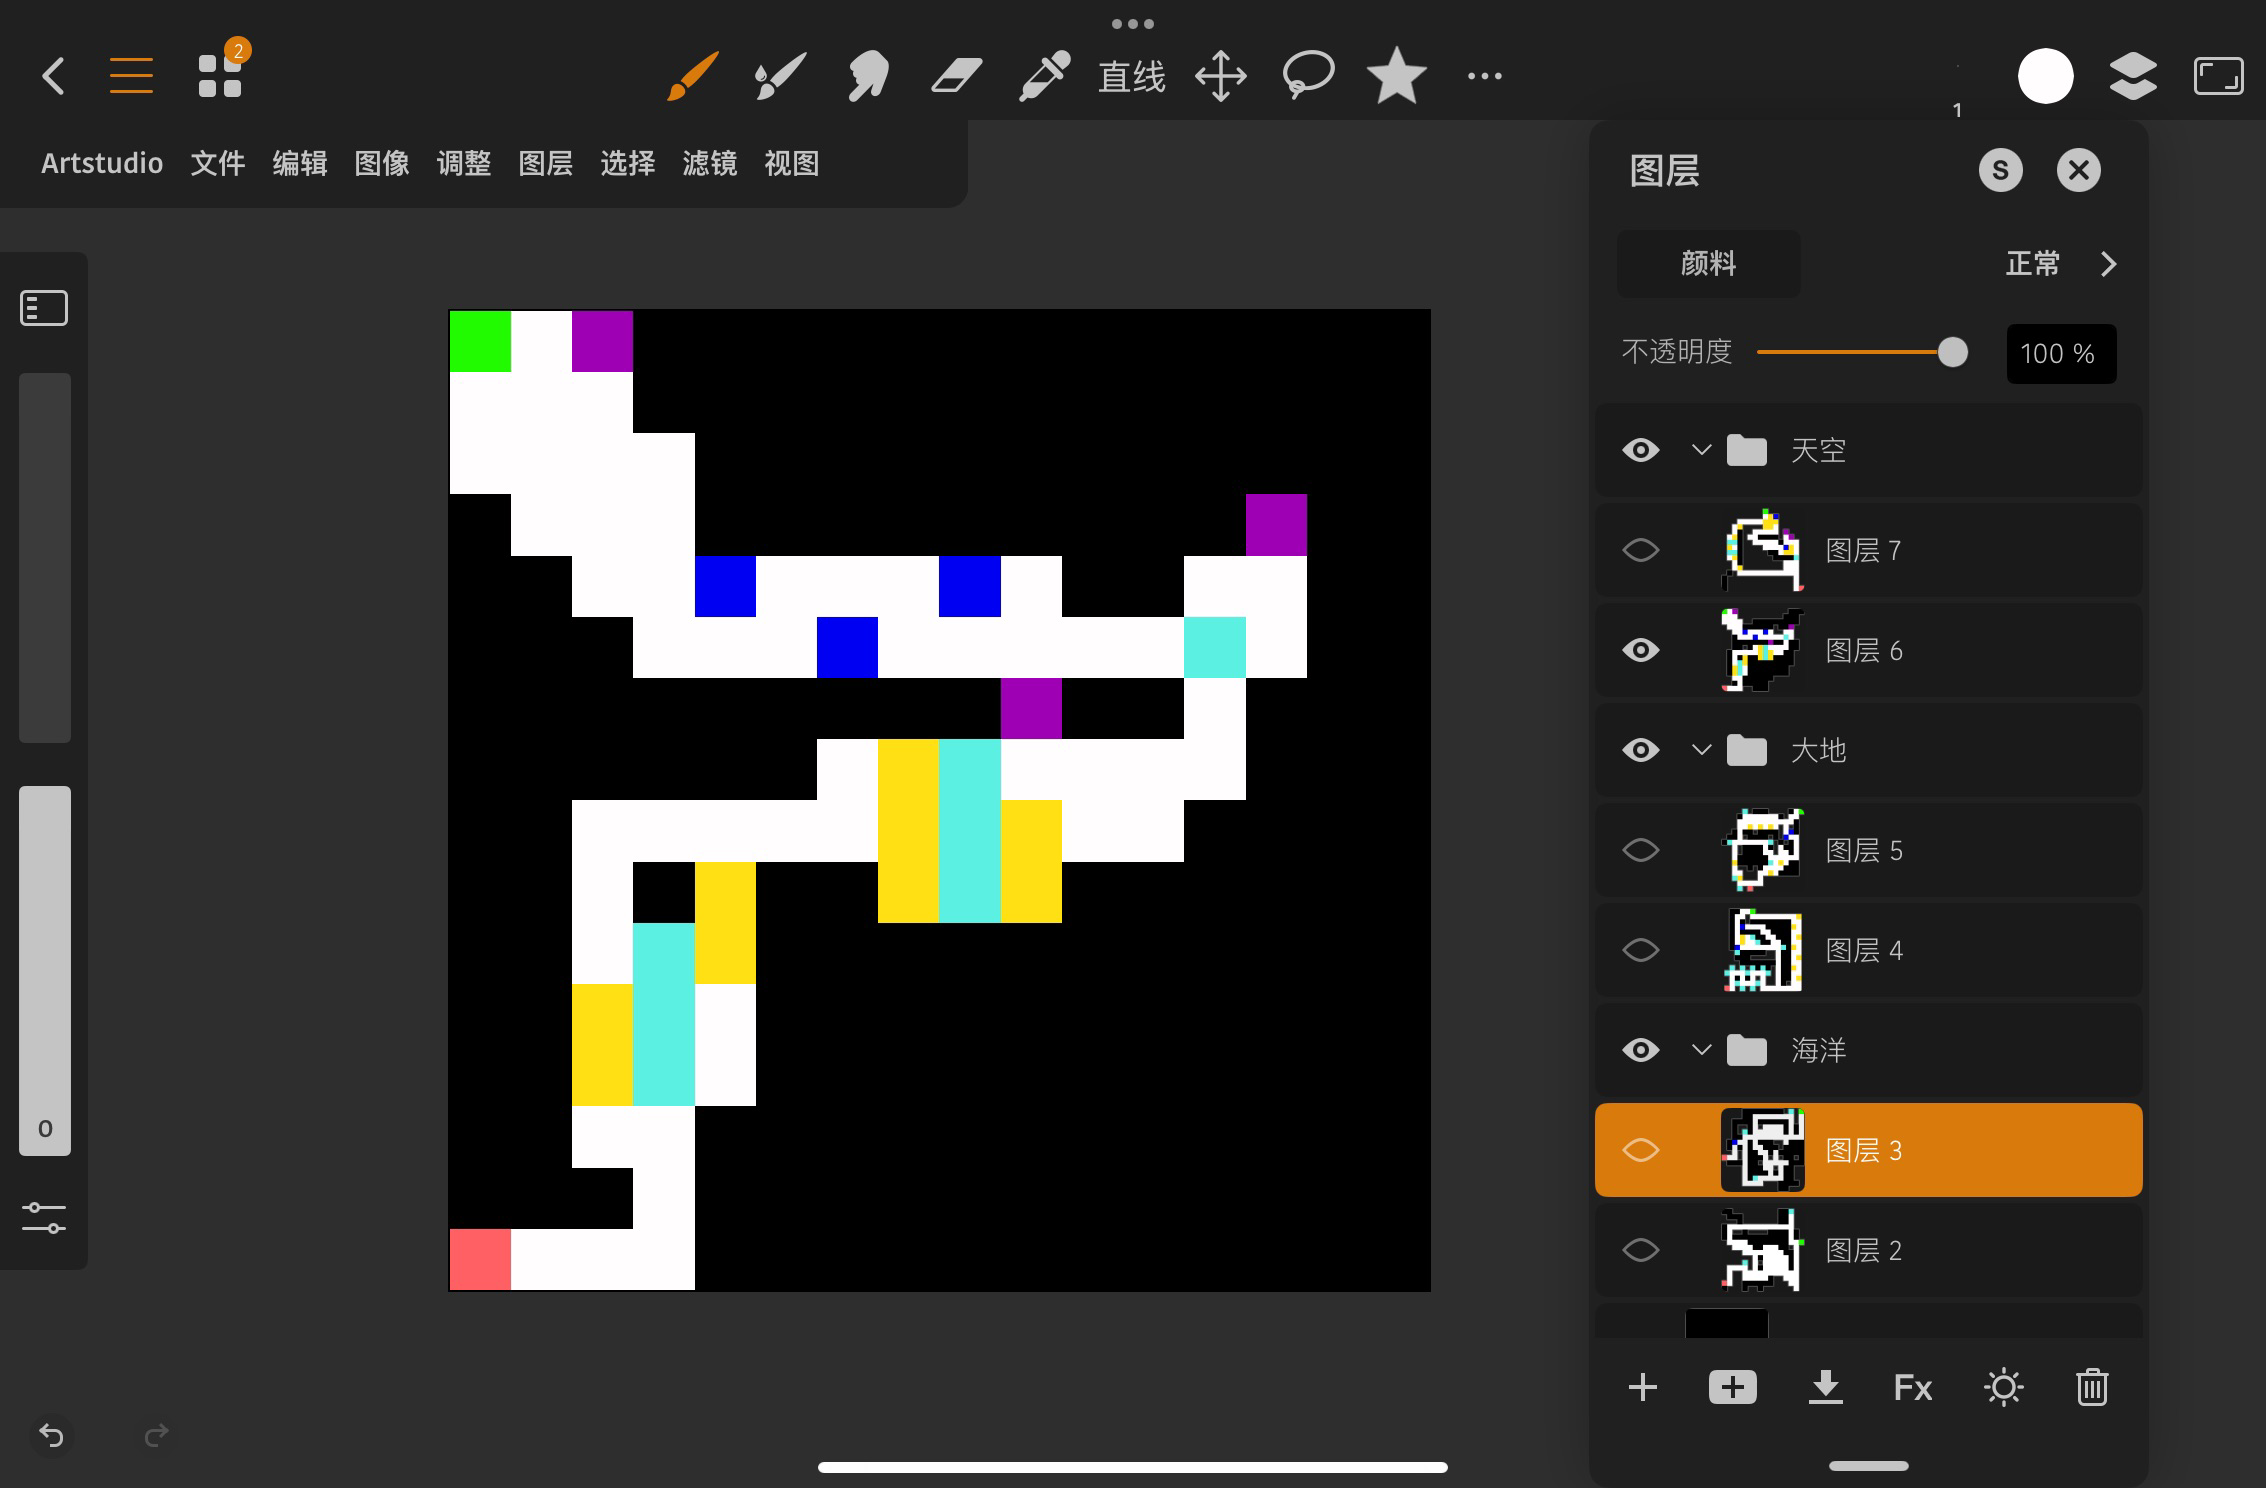 2
直线
1
Artstudio 文件 编辑 图像 调整 图层 选择 滤镜 视图
图层
S
颜料
正常
不透明度
100 %
天空
图层 7
图层 6
大地
图层 5
图层 4
海洋
图层 3
图层 2
0
Fx